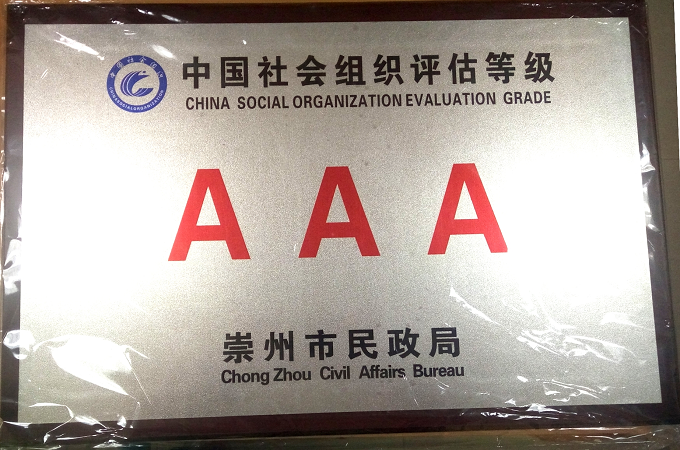 中国社会组织评估等级
CHINA SOCIAL ORGANIZATION EVALUATION GRADE
AAA
崇州市民政局
Chong Zhou Civil Affairs Bureau